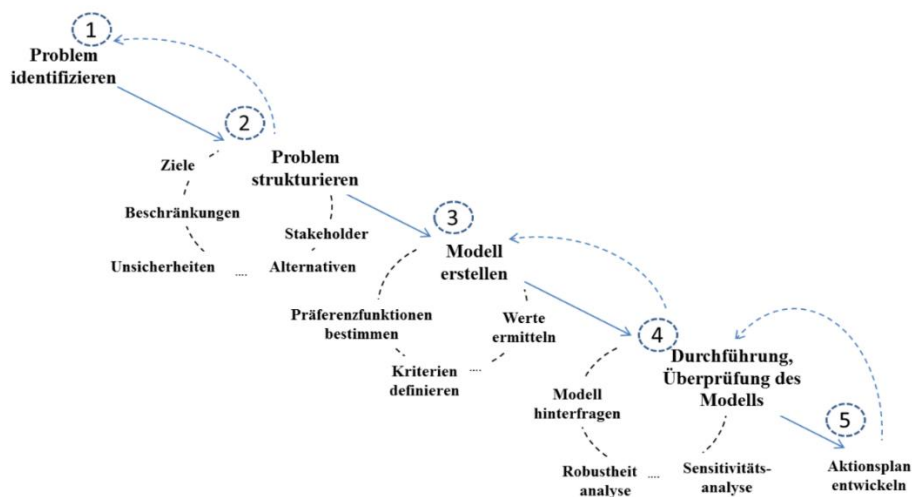 1
Problem
identifizieren
2
Problem
strukturieren
Ziele
Beschränkungen
Unsicherheiten
....
Alternativen
Stakeholder
3
Modell
erstellen
Präferenzfunktionen
bestimmen
Kriterien
definieren
....
Werte
ermitteln
4
Durchführung,
Überprüfung des
Modells
Modell
hinterfragen
Robustheit
analyse
....
Sensitivitäts-
analyse
5
Aktionsplan
entwickeln